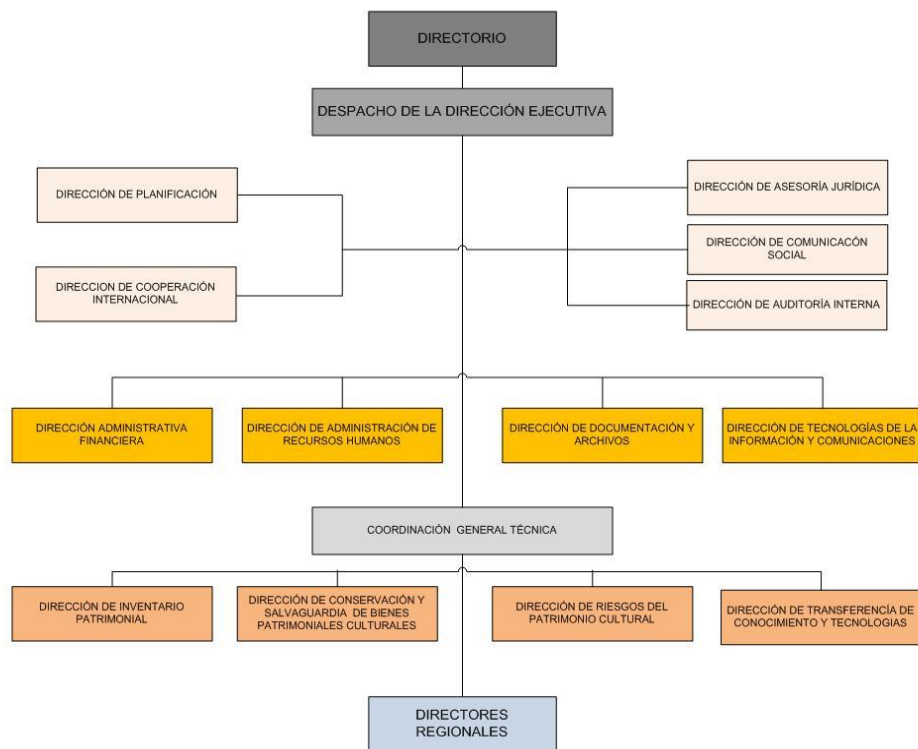 DIRECTORIO
DESPACHO DE LA DIRECCIÓN EJECUTIVA
DIRECCIÓN DE PLANIFICACIÓN
DIRECCION DE COOPERACIÓN
INTERNACIONAL
DIRECCIÓN DE ASESORÍA JURÍDICA
DIRECCIÓN DE COMUNICACÓN
SOCIAL
DIRECCIÓN DE AUDITORÍA INTERNA
DIRECCIÓN ADMINISTRATIVA
FINANCIERA
DIRECCIÓN DE ADMINISTRACIÓN DE
RECURSOS HUMANOS
DIRECCIÓN DE DOCUMENTACIÓN Y
ARCHIVOS
DIRECCIÓN DE TECNOLOGÍAS DE LA
INFORMACIÓN Y COMUNICACIONES
COORDINACIÓN GENERAL TÉCNICA
DIRECCIÓN DE INVENTARIO
PATRIMONIAL
DIRECCIÓN DE CONSERVACIÓN Y
SALVAGUARDIA DE BIENES
PATRIMONIALES CULTURALES
DIRECCIÓN DE RIESGOS DEL
PATRIMONIO CULTURAL
DIRECCIÓN DE TRANSFERENCÍA DE
CONOCIMIENTO Y TECNOLOGIAS
DIRECTORES
REGIONALES